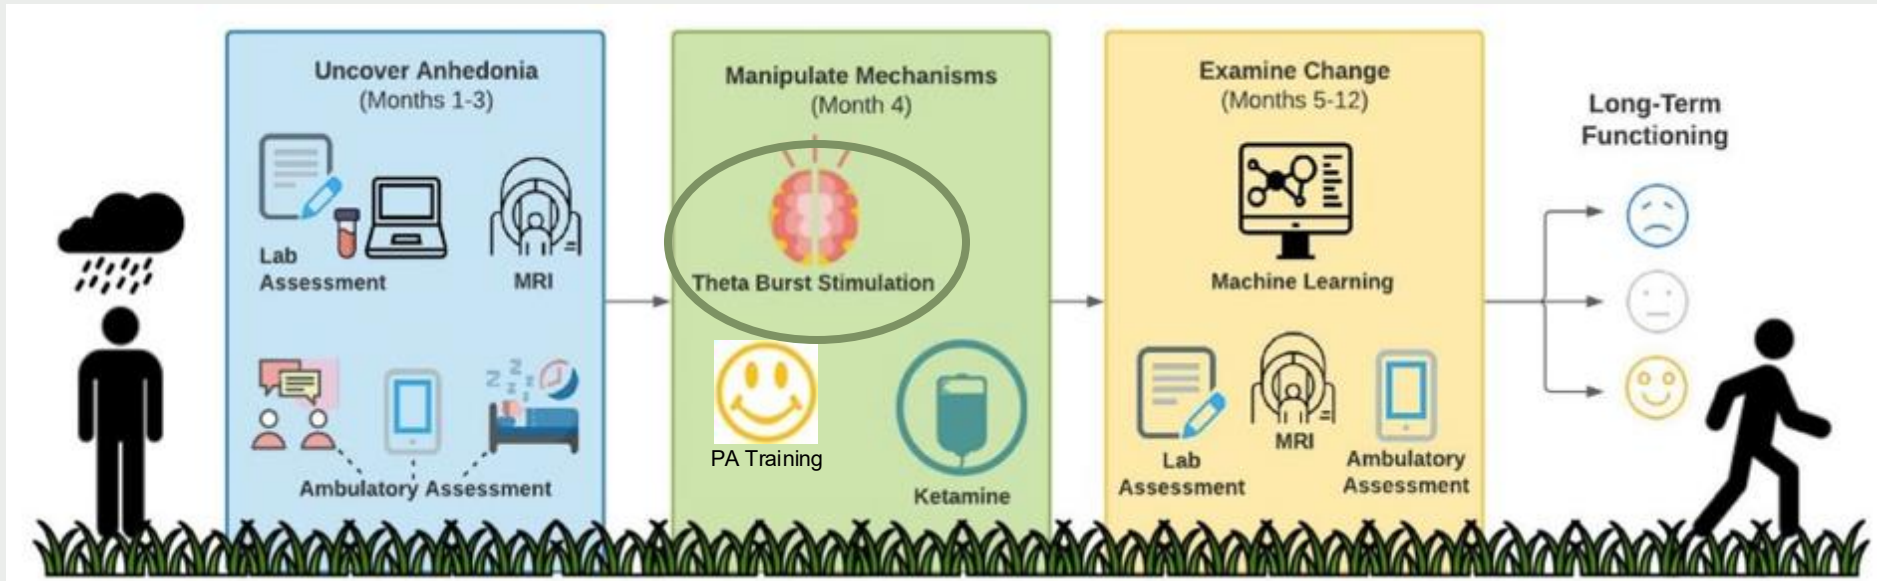 Uncover Anhedonia
(Months 1-3)
Lab
Assessment
MRI
Ambulatory Assessment
Manipulate Mechanisms
(Month 4)
Theta Burst Stimulation
PA Training
Ketamine
Examine Change
(Months 5-12)
Machine Learning
Lab
Assessment
MRI
Ambulatory
Assessment
Long-Term
Functioning